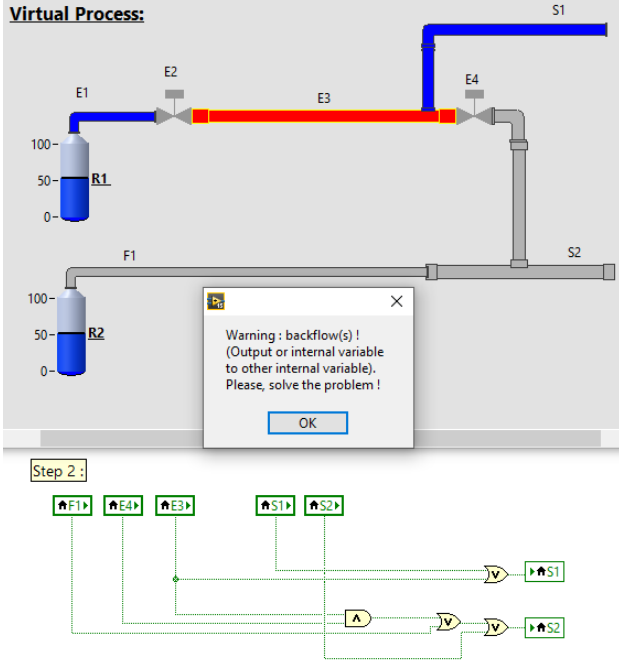 Virtual Process:
S1
E1
E2
E3
E4
100
50
0
R1
F1
S2
100
50
0
R2
Warning : backflow(s) !
(Output or internal variable
to other internal variable).
Please, solve the problem !
OK
Step 2 :
F1 E4 E3 S1 S2
V S1
Λ V V S2